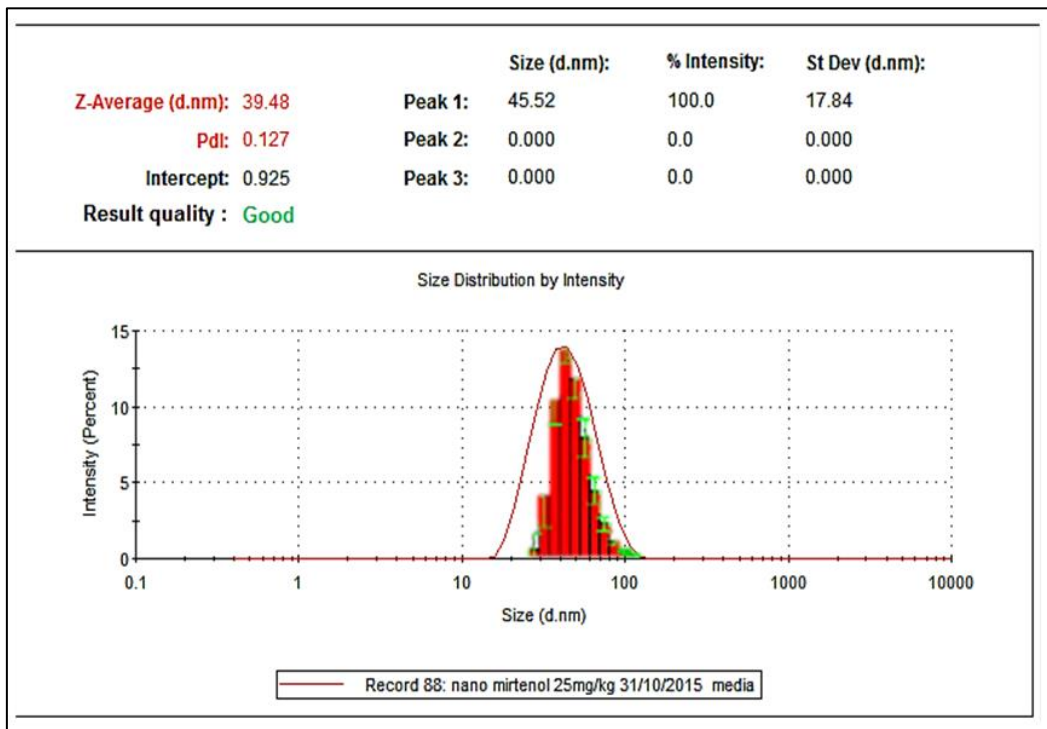 Size (d.nm): % Intensity: St Dev (d.nm):
Z-Average (d.nm): 39.48 Peak 1: 45.52 100.0 17.84
PdI: 0.127 Peak 2: 0.000 0.0 0.000
Intercept: 0.925 Peak 3: 0.000 0.0 0.000
Result quality : Good
Size Distribution by Intensity
Intensity (Percent)
15
10
5
0
0.1 1 10 100 1000 10000
Size (d.nm)
Record 88: nano mirtenol 25mg/kg 31/10/2015 media